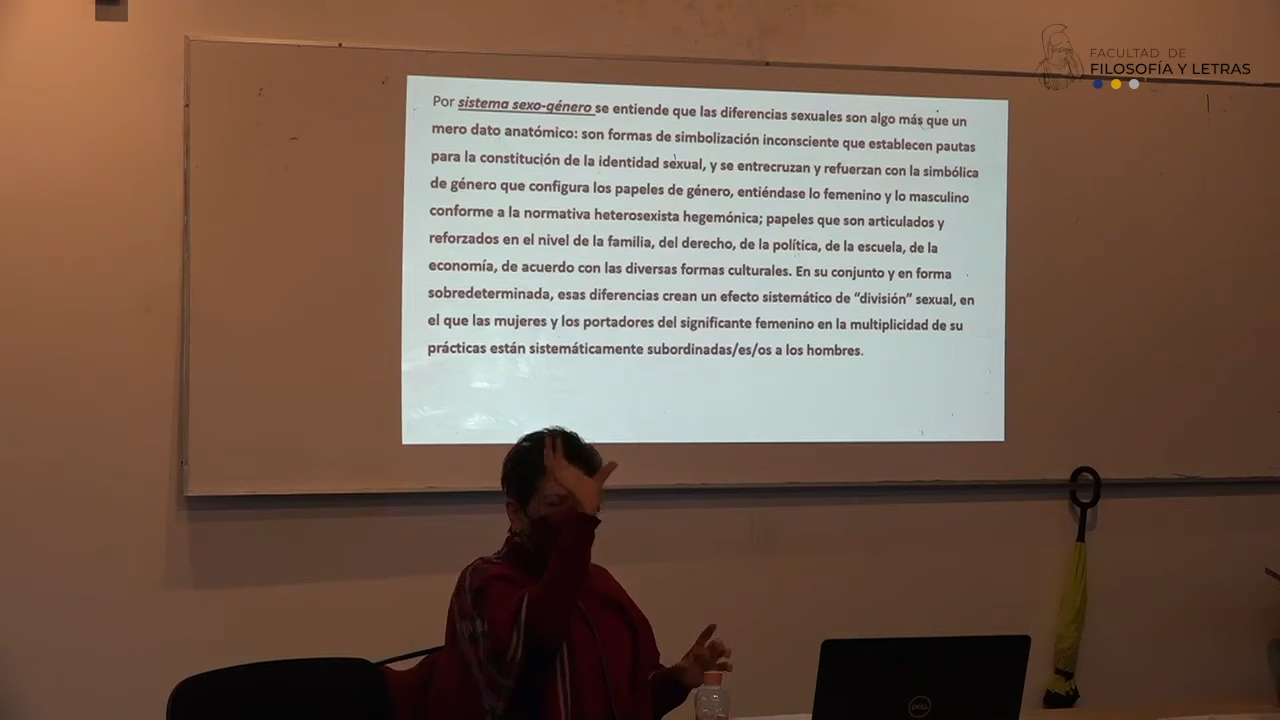 FACULTAD DE
FILOSOFÍA Y LETRAS
Por sistema sexo-género se entiende que las diferencias sexuales son algo más que un
mero dato anatómico: son formas de simbolización inconsciente que establecen pautas
para la constitución de la identidad sexual, y se entrecruzan y refuerzan con la simbólica
de género que configura los papeles de género, entiéndase lo femenino y lo masculino
conforme a la normativa heterosexista hegemónica; papeles que son articulados y
reforzados en el nivel de la familia, del derecho, de la política, de la escuela, de la
economía, de acuerdo con las diversas formas culturales. En su conjunto y en forma
sobredeterminada, esas diferencias crean un efecto sistemático de “división” sexual, en
el que las mujeres y los portadores del significante femenino en la multiplicidad de su
prácticas están sistemáticamente subordinadas/es/os a los hombres.
DELL